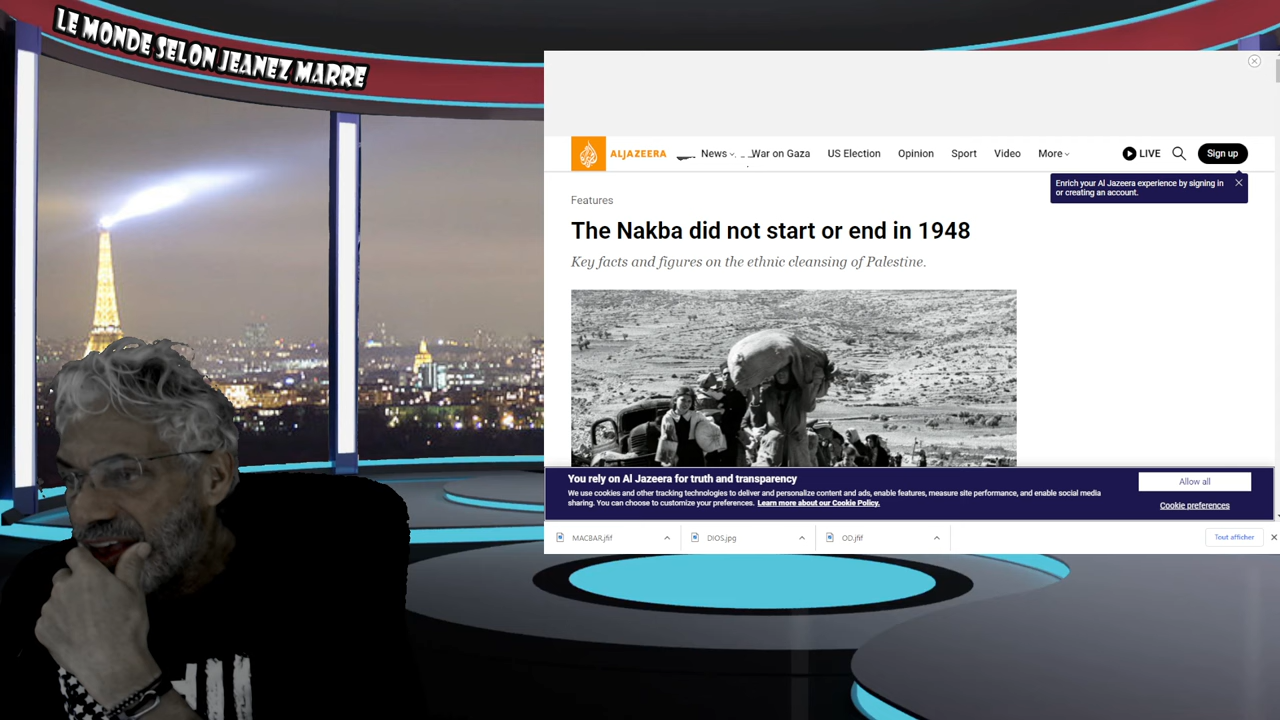 LE MONDE SELON JEANEZ MARRE
ALJAZEERA
News
War on Gaza
US Election
Opinion
Sport
Video
More
LIVE
Sign up
Enrich your Al Jazeera experience by signing in
or creating an account.
Features
The Nakba did not start or end in 1948
Key facts and figures on the ethnic cleansing of Palestine.
You rely on Al Jazeera for truth and transparency
We use cookies and other tracking technologies to deliver and personalize content and ads, enable features, measure site performance, and enable social media
sharing. You can choose to customize your preferences. Learn more about our Cookie Policy.
Allow all
Cookie preferences
MACBAR.jfif
DIOS.jpg
OD.jfif
Tout afficher